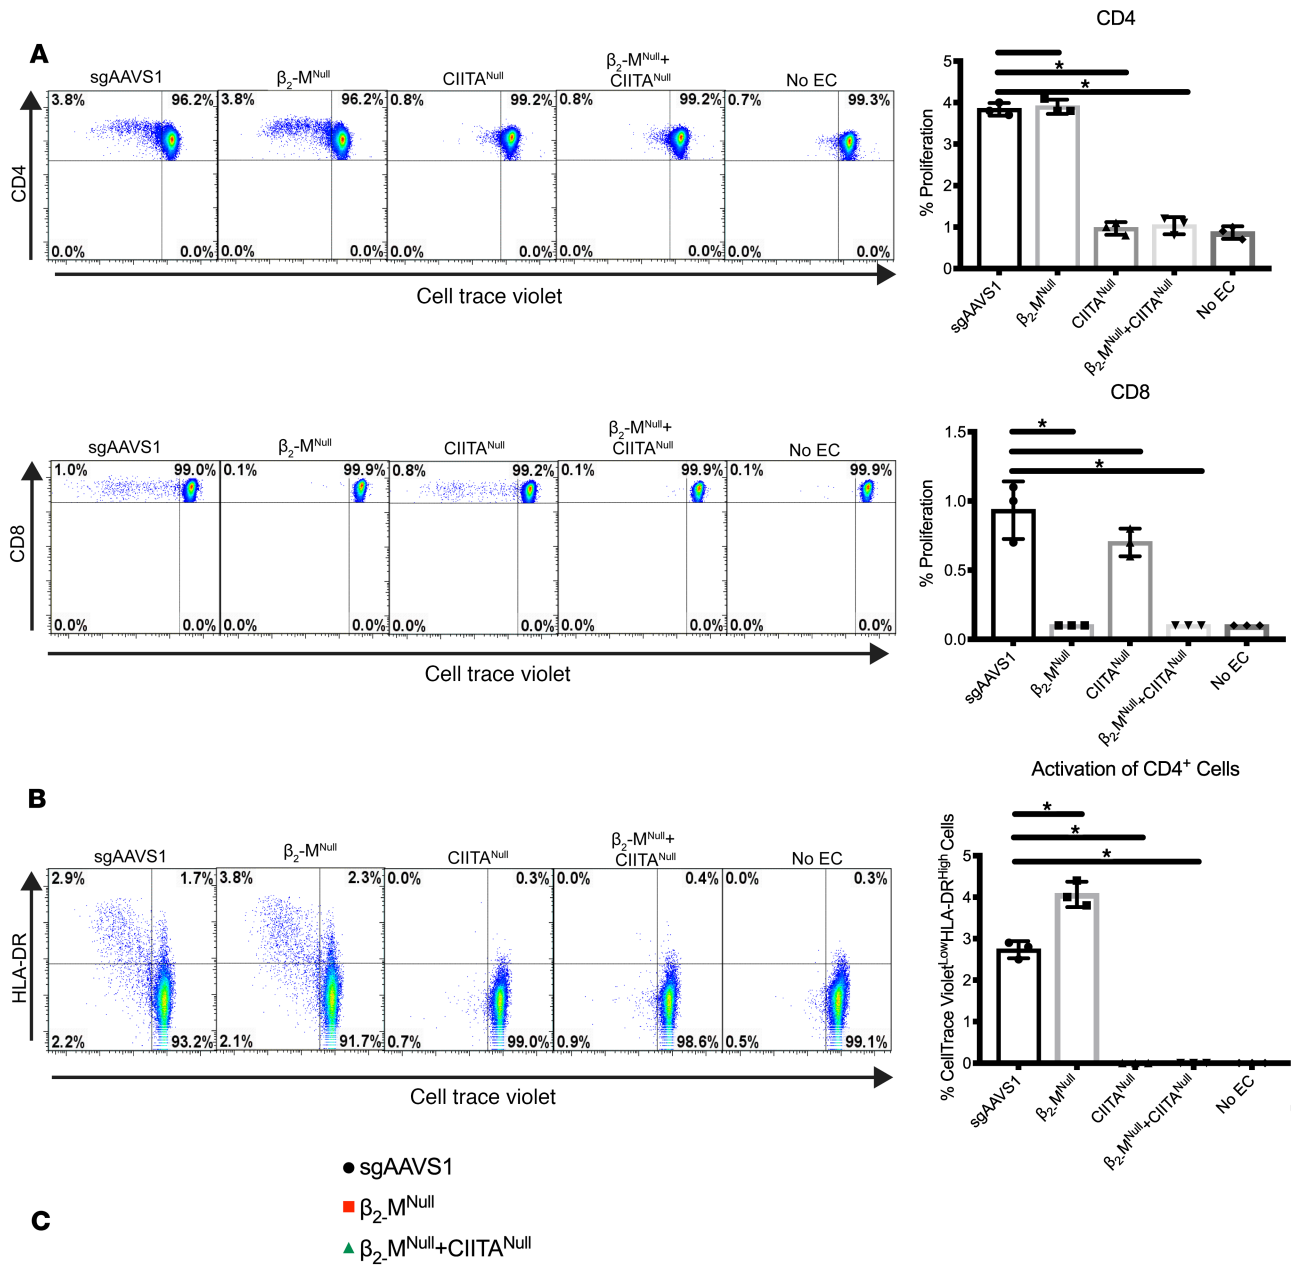 A
sgAAVS1
β2-MNull
CIITANull
β2-MNull+
CIITANull
No EC
3.8% 96.2% 3.8% 96.2% 0.8% 99.2% 0.8% 99.2% 0.7% 99.3%
CD4
0.0% 0.0% 0.0% 0.0% 0.0% 0.0% 0.0% 0.0% 0.0% 0.0%
Cell trace violet
CD4
*
*
% Proliferation
5
4
3
2
1
0
sgAAVS1
β2-MNull
CIITANull
β2-MNull+CIITANull
No EC
sgAAVS1
β2-MNull
CIITANull
β2-MNull+
CIITANull
No EC
1.0% 99.0% 0.1% 99.9% 0.8% 99.2% 0.1% 99.9% 0.1% 99.9%
CD8
0.0% 0.0% 0.0% 0.0% 0.0% 0.0% 0.0% 0.0% 0.0% 0.0%
Cell trace violet
CD8
*
*
% Proliferation
1.5
1.0
0.5
0.0
sgAAVS1
β2-MNull
CIITANull
β2-MNull+CIITANull
No EC
B
sgAAVS1
β2-MNull
CIITANull
β2-MNull+
CIITANull
No EC
2.9% 1.7% 3.8% 2.3% 0.0% 0.3% 0.0% 0.4% 0.0% 0.3%
HLA-DR
2.2% 93.2% 2.1% 91.7% 0.7% 99.0% 0.9% 98.6% 0.5% 99.1%
Cell trace violet
Activation of CD4+ Cells
*
*
*
% CellTrace VioletLowHLA-DRHigh Cells
5
4
3
2
1
0
sgAAVS1
β2-MNull
CIITANull
β2-MNull+CIITANull
No EC
C
sgAAVS1
β2-MNull
β2-MNull+CIITANull